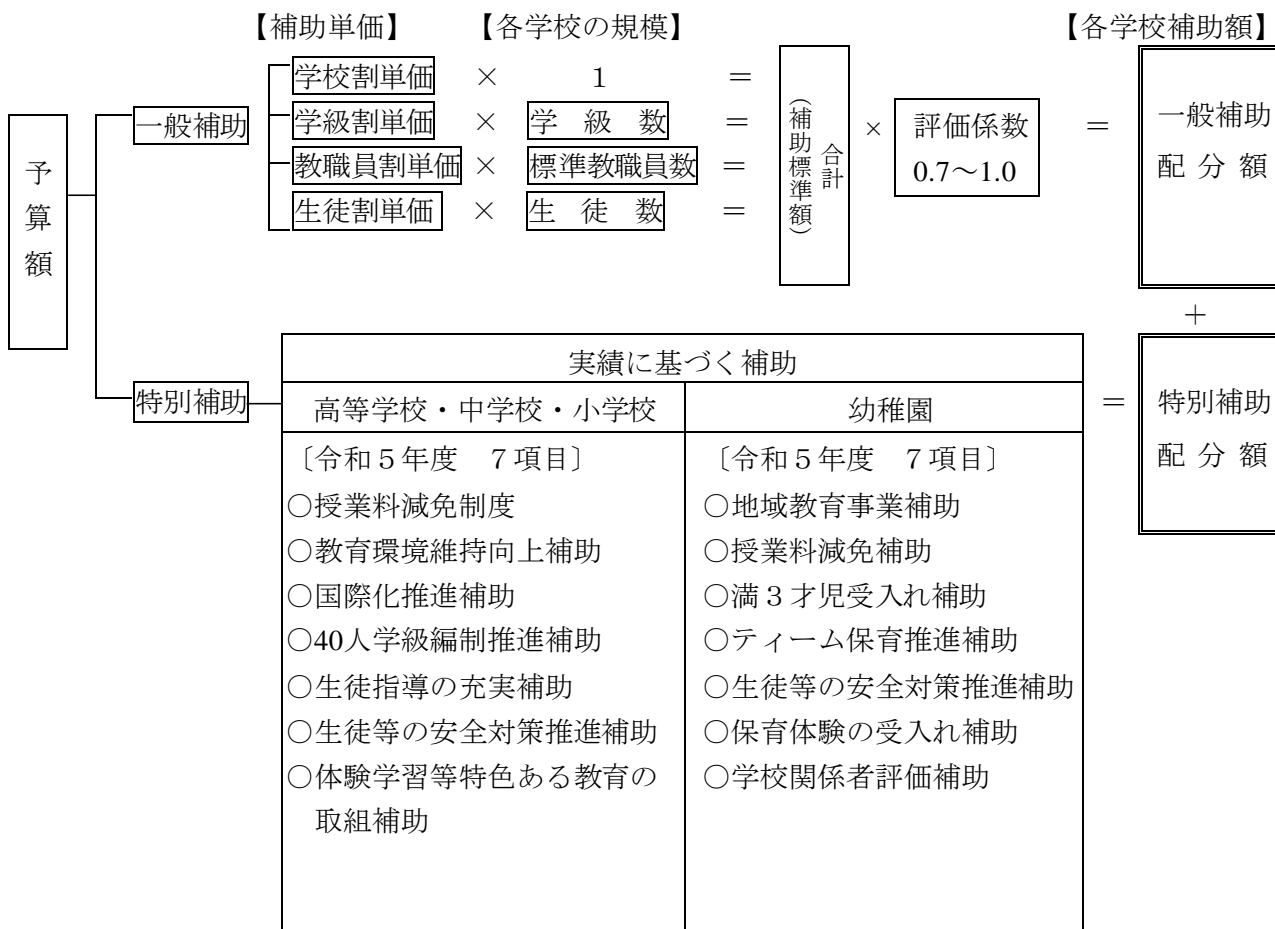 【補助単価】 【各学校の規模】 【各学校補助額】
予算額
一般補助
学校割単価 × 1 =
学級割単価 × 学級数 =
教職員割単価 × 標準教職員数 =
生徒割単価 × 生徒数 =
合計
(補助標準額)
×
評価係数
0.7~1.0
=
一般補助
配分額
+
特別補助
実績に基づく補助
高等学校・中学校・小学校
〔令和5年度 7項目〕
○授業料減免制度
○教育環境維持向上補助
○国際化推進補助
○40人学級編制推進補助
○生徒指導の充実補助
○生徒等の安全対策推進補助
○体験学習等特色ある教育の
取組補助
幼稚園
〔令和5年度 7項目〕
○地域教育事業補助
○授業料減免補助
○満3才児受入れ補助
○ティーム保育推進補助
○生徒等の安全対策推進補助
○保育体験の受入れ補助
○学校関係者評価補助
=
特別補助
配分額